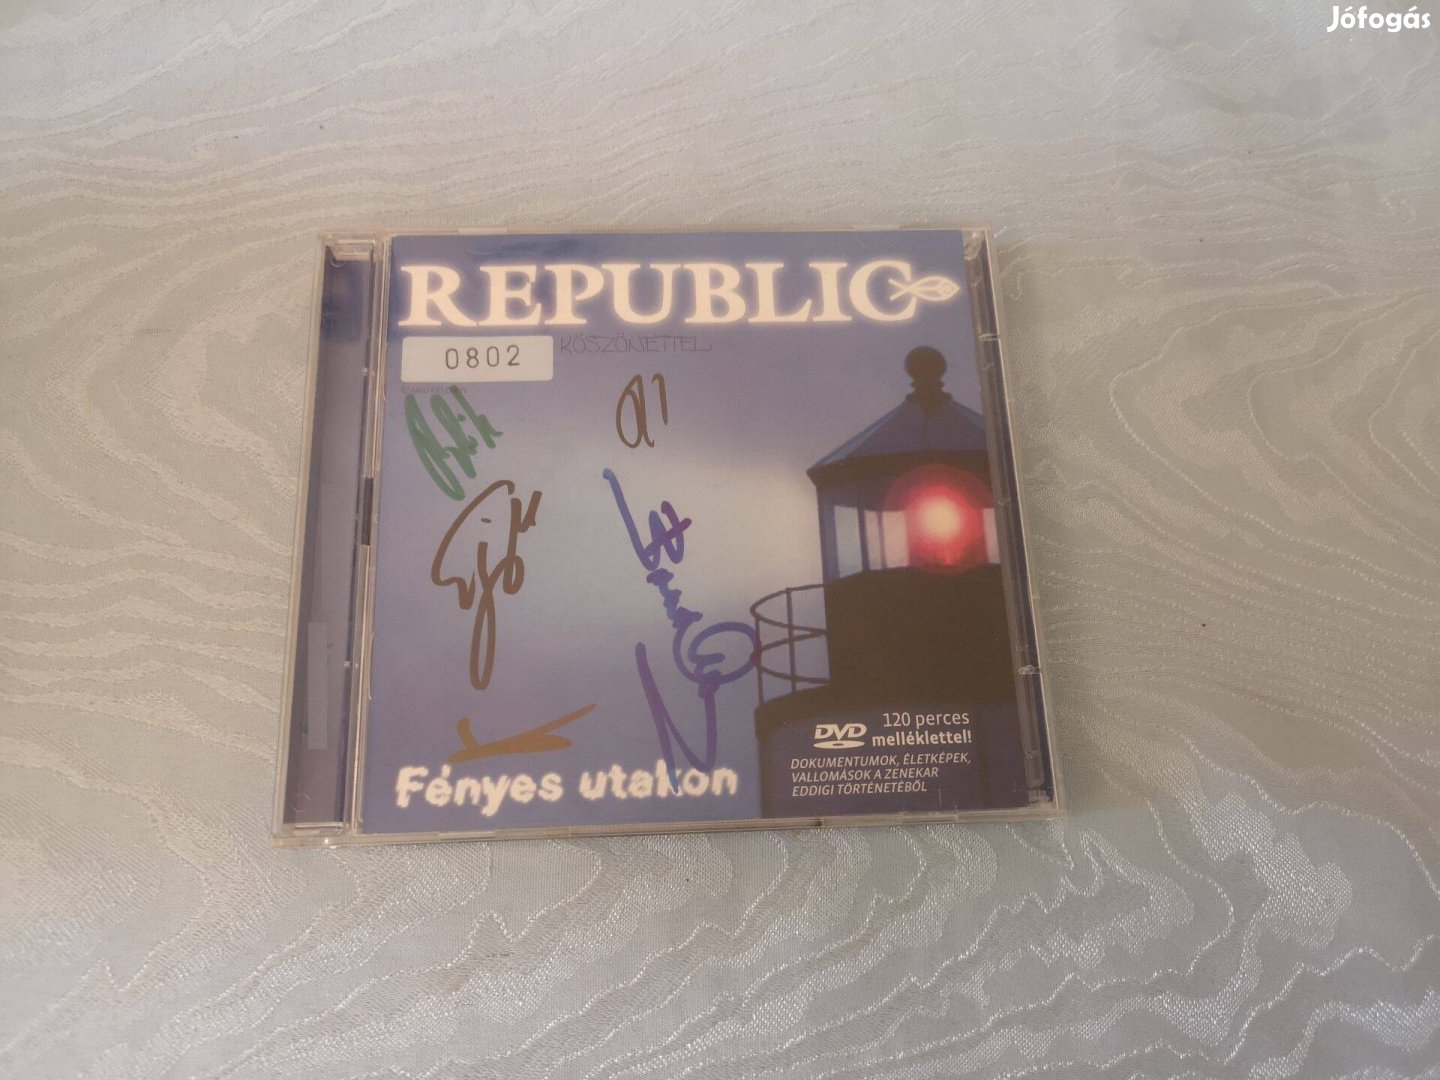 Jófogás
REPUBLIC
0802
KÖSZÖNETTEL
Fényes utakon
DVD
120 perces
melléklettel!
DOKUMENTUMOK, ÉLETKÉPEK,
VALLOMÁSOK A ZENEKAR
EDDIGI TÖRTÉNETÉBŐL